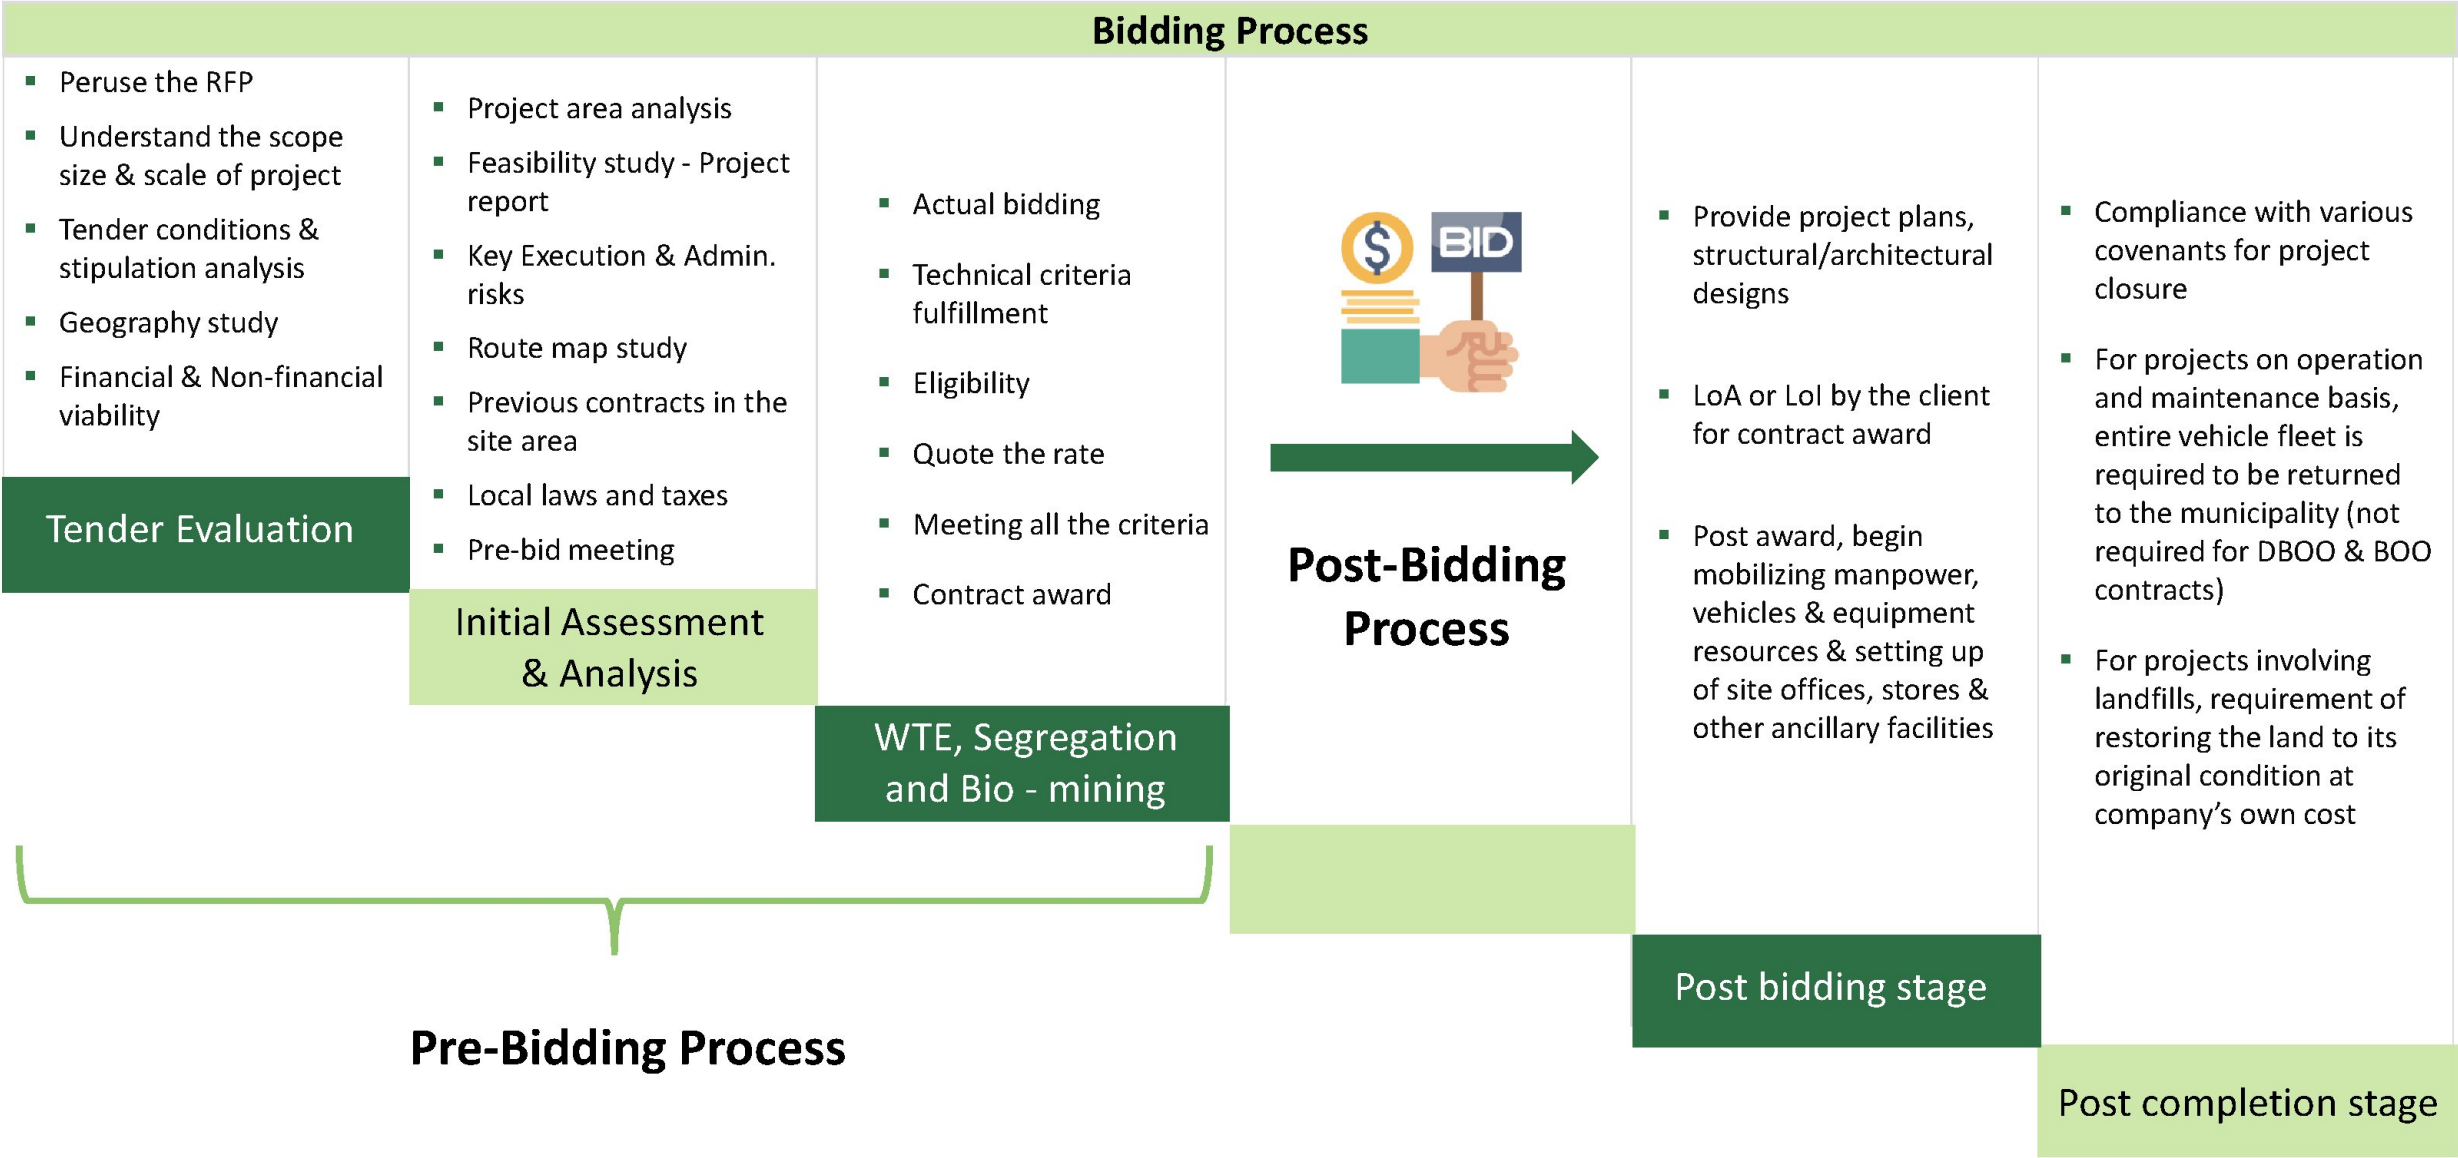 Bidding Process
Peruse the RFP
Understand the scope
size & scale of project
Tender conditions &
stipulation analysis
Geography study
Financial & Non-financial
viability
Tender Evaluation
Project area analysis
Feasibility study - Project
report
Key Execution & Admin.
risks
Route map study
Previous contracts in the
site area
Local laws and taxes
Pre-bid meeting
Initial Assessment
& Analysis
Actual bidding
Technical criteria
fulfillment
Eligibility
Quote the rate
Meeting all the criteria
Contract award
WTE, Segregation
and Bio - mining
Pre-Bidding Process
$
BID
Post-Bidding
Process
Provide project plans,
structural/architectural
designs
LoA or LoI by the client
for contract award
Post award, begin
mobilizing manpower,
vehicles & equipment
resources & setting up
of site offices, stores &
other ancillary facilities
Post bidding stage
Compliance with various
covenants for project
closure
For projects on operation
and maintenance basis,
entire vehicle fleet is
required to be returned
to the municipality (not
required for DBOO & BOO
contracts)
For projects involving
landfills, requirement of
restoring the land to its
original condition at
company’s own cost
Post completion stage